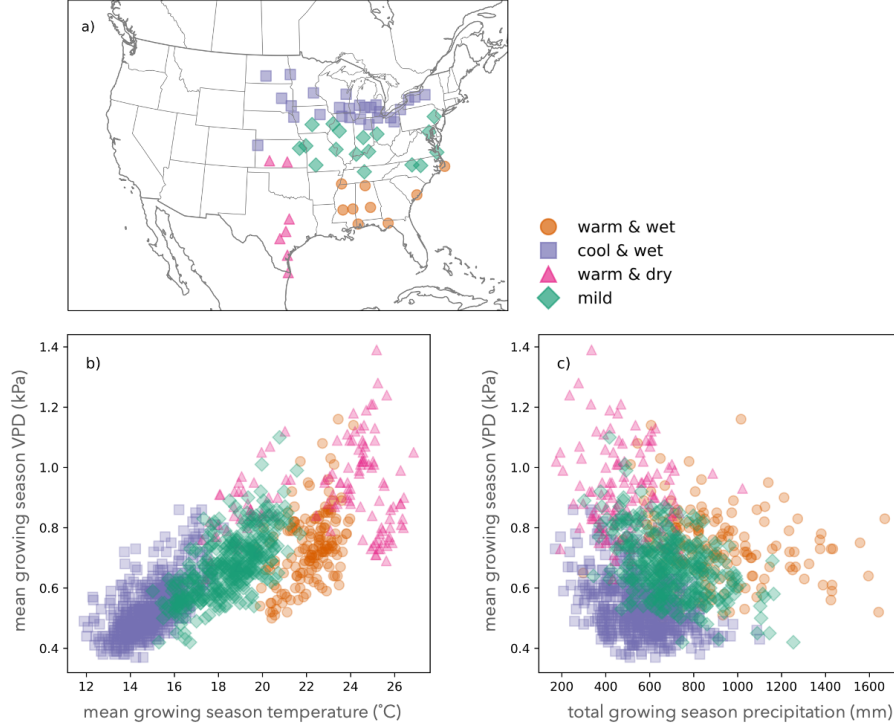 a)
warm & wet
cool & wet
warm & dry
mild
b)
mean growing season VPD (kPa)
1.4
1.2
1.0
0.8
0.6
0.4
12 14 16 18 20 22 24 26
mean growing season temperature (˚C)
c)
mean growing season VPD (kPa)
1.4
1.2
1.0
0.8
0.6
0.4
200 400 600 800 1000 1200 1400 1600
total growing season precipitation (mm)